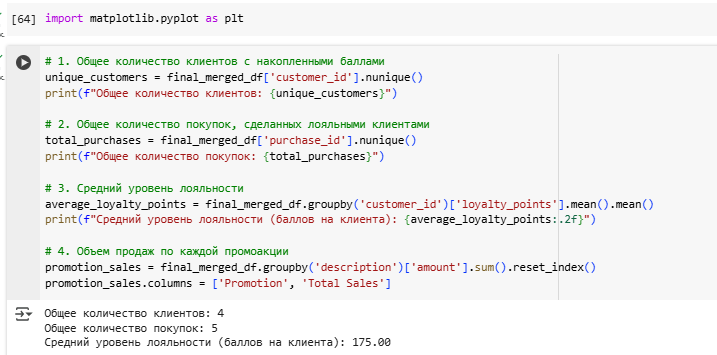 [64] import matplotlib.pyplot as plt
# 1. Общее количество клиентов с накопленными баллами
unique_customers = final_merged_df['customer_id'].nunique()
print(f"Общее количество клиентов: {unique_customers}")
# 2. Общее количество покупок, сделанных лояльными клиентами
total_purchases = final_merged_df['purchase_id'].nunique()
print(f"Общее количество покупок: {total_purchases}")
# 3. Средний уровень лояльности
average_loyalty_points = final_merged_df.groupby('customer_id')['loyalty_points'].mean().mean()
print(f"Средний уровень лояльности (баллов на клиента): {average_loyalty_points:.2f}")
# 4. Объем продаж по каждой промоакции
promotion_sales = final_merged_df.groupby('description')['amount'].sum().reset_index()
promotion_sales.columns = ['Promotion', 'Total Sales']
Общее количество клиентов: 4
Общее количество покупок: 5
Средний уровень лояльности (баллов на клиента): 175.00